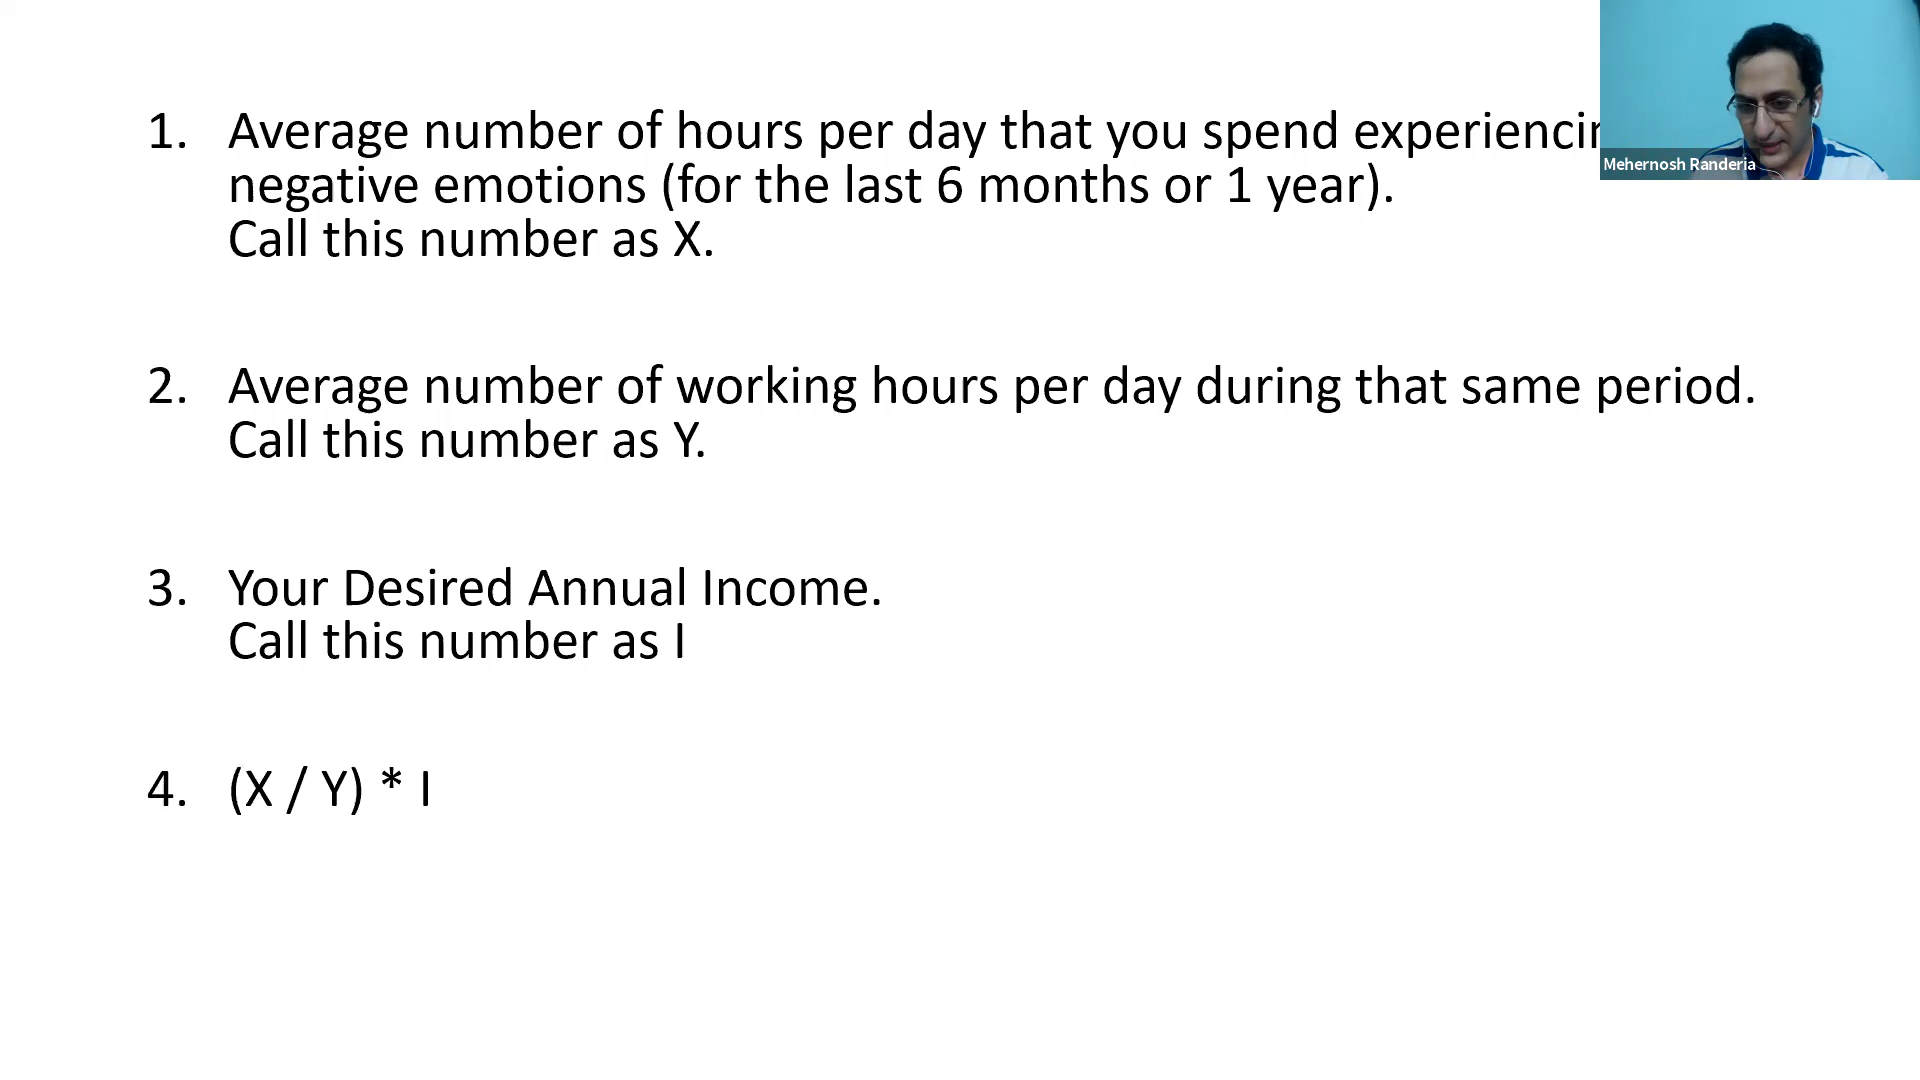 1. Average number of hours per day that you spend
negative emotions (for the last 6 months or 1 year).
Call this number as X.
2. Average number of working hours per day during that same period.
Call this number as Y.
3. Your Desired Annual Income.
Call this number as I
4. (X / Y) * I
Mehernosh Randeria